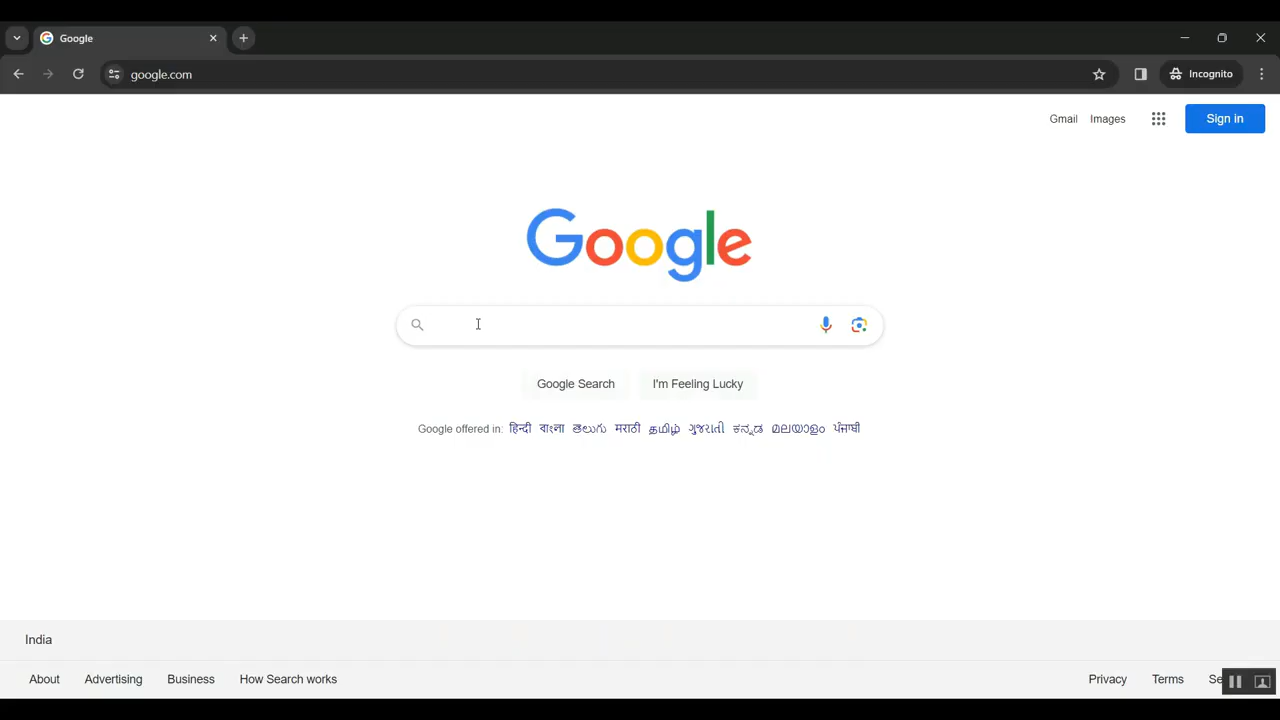 Google
google.com
Incognito
Gmail Images Sign in
Google
Google Search I'm Feeling Lucky
Google offered in: हिन्दी বাংলা తెలుగు मराठी தமிழ் ગુજરાતી ಕನ್ನಡ മലയാളം ਪੰਜਾਬੀ
India
About Advertising Business How Search works Privacy Terms Se